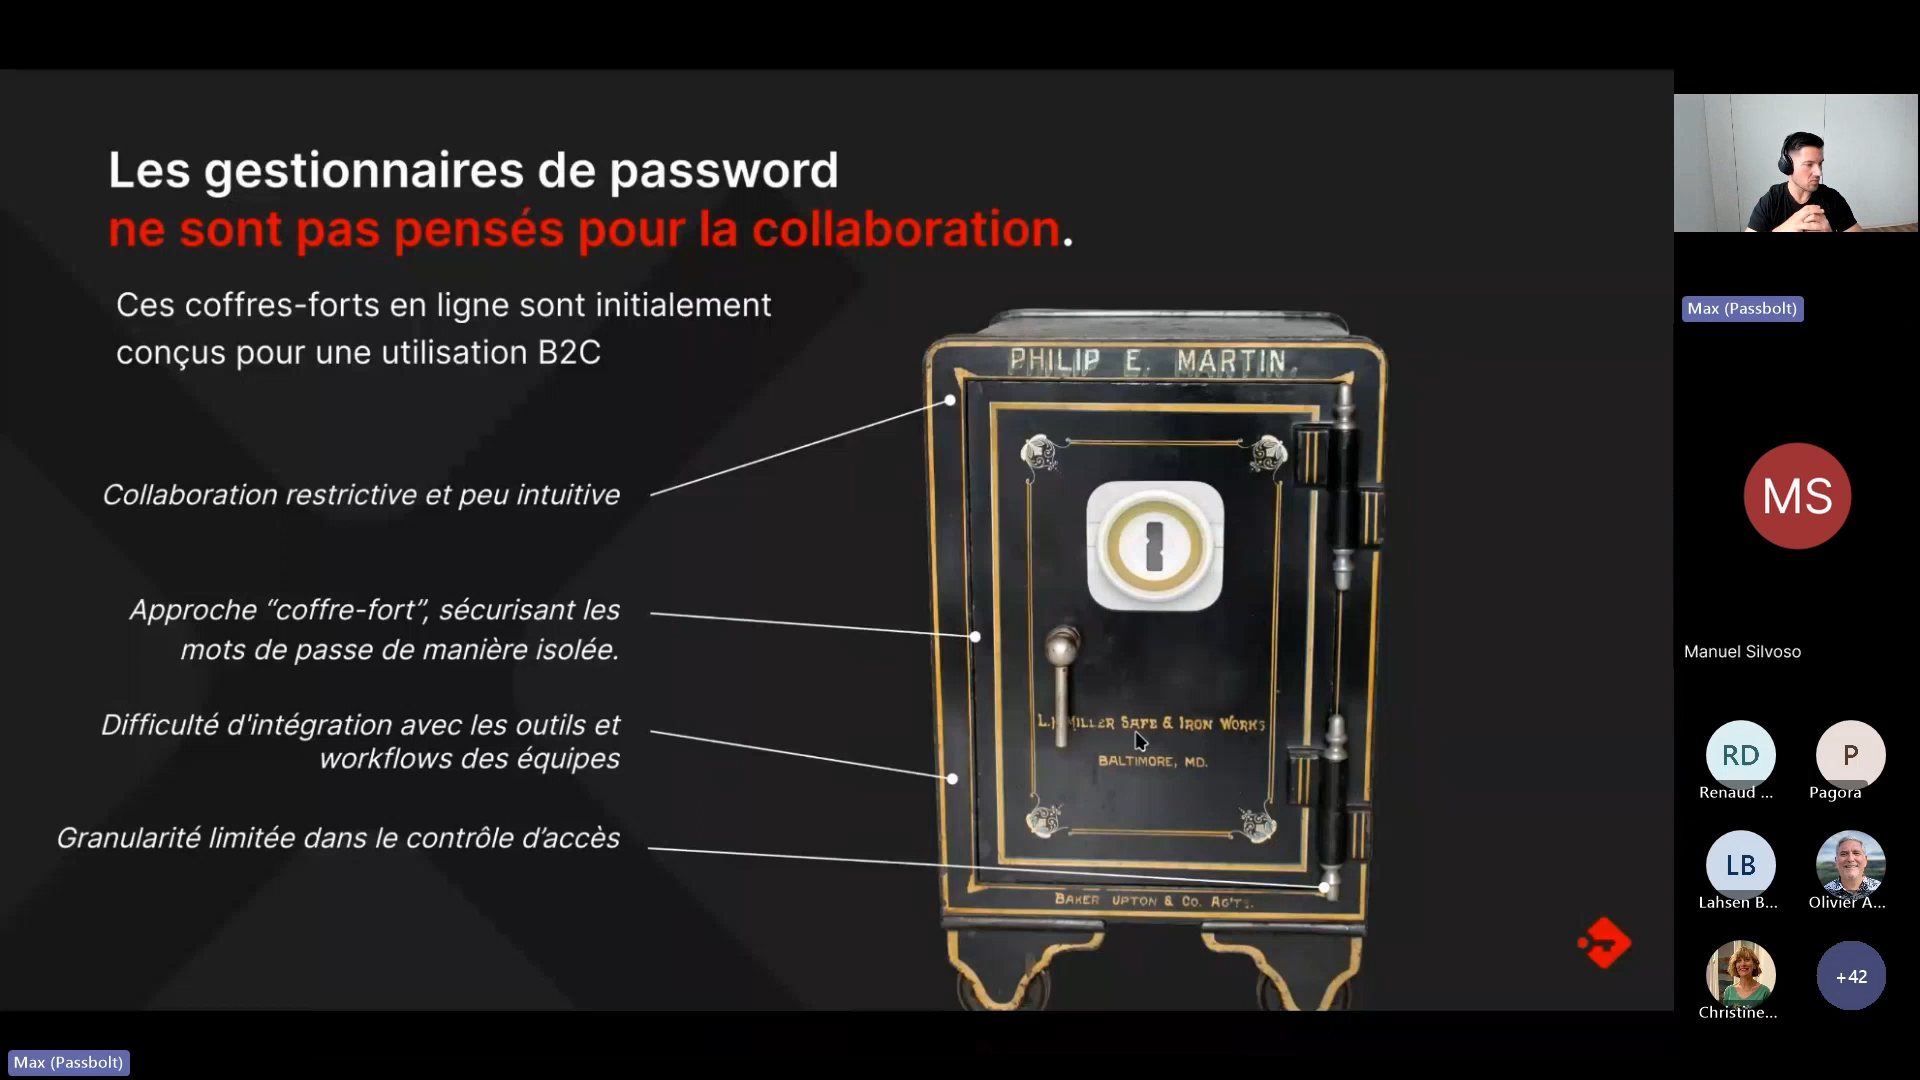 Les gestionnaires de password
ne sont pas pensés pour la collaboration.
Ces coffres-forts en ligne sont initialement
conçus pour une utilisation B2C
Collaboration restrictive et peu intuitive
Approche “coffre-fort”, sécurisant les
mots de passe de manière isolée.
Difficulté d'intégration avec les outils et
workflows des équipes
Granularité limitée dans le contrôle d’accès
PHILIP E. MARTIN.
MILLER SAFE & IRON WORKS
BALTIMORE, MD.
BAKER UPTON & CO. AG'TS.
Max (Passbolt)
MS
Manuel Silvoso
RD
Renaud ...
P
Pagora
LB
Lahsen B...
Olivier A...
Christine...
+42
Max (Passbolt)